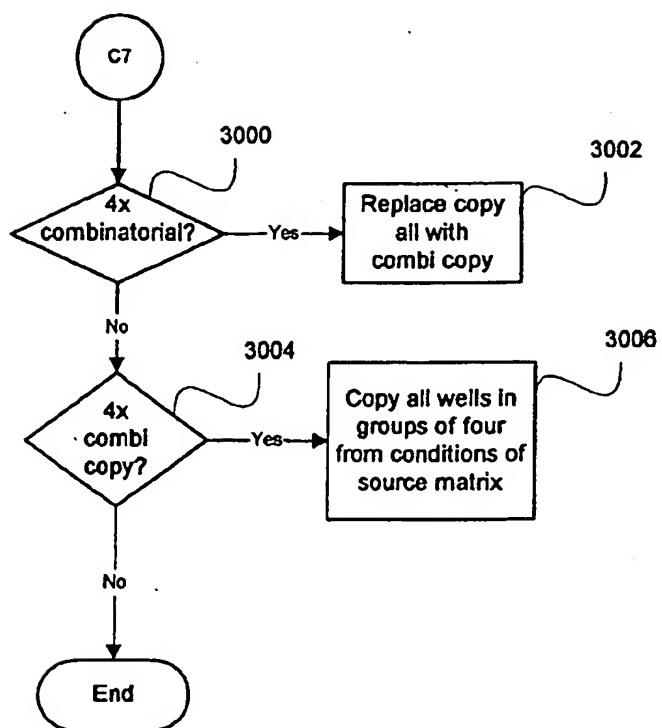 C7
3000
4x
combinatorial?
Yes
3002
Replace copy
all with
combi copy
No
3004
4x
combi
copy?
Yes
3006
Copy all wells in
groups of four
from conditions of
source matrix
No
End